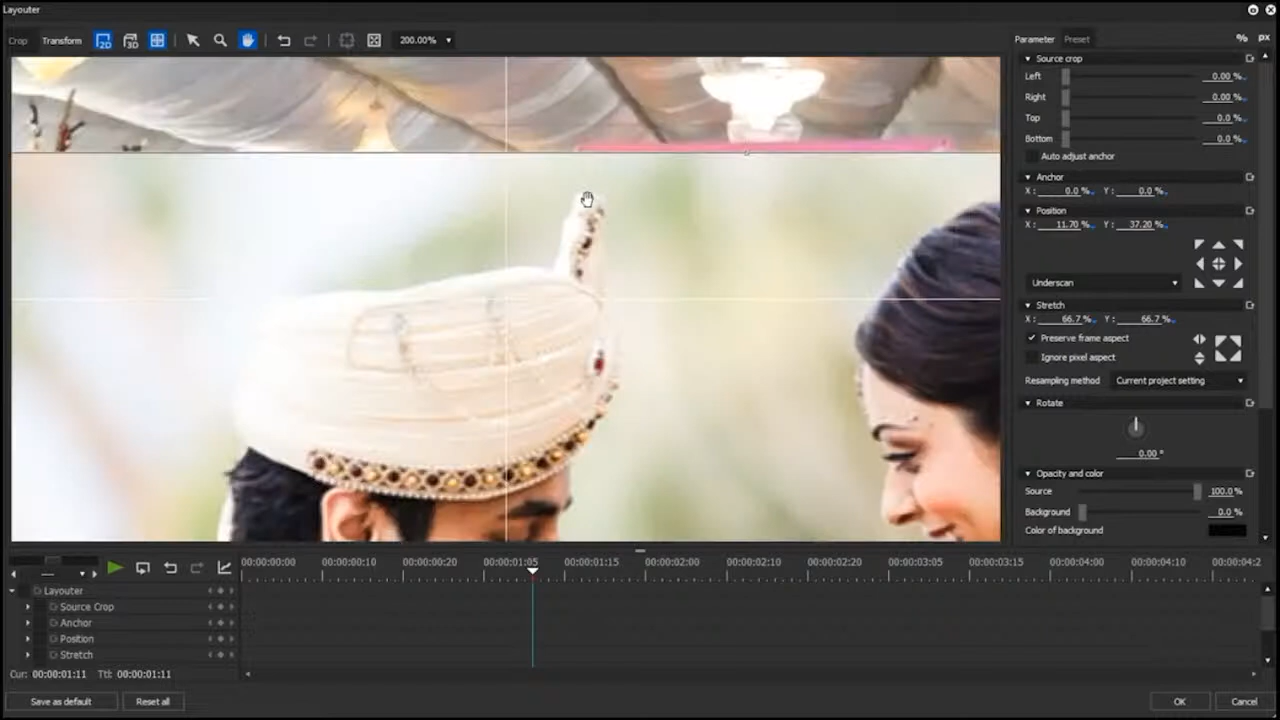 Layouter
Crop Transform 2D 3D 200.00%
Parameter Preset % px
Source crop
Left 0.00 %
Right 0.00 %
Top 0.0 %
Bottom 0.0 %
Auto adjust anchor
Anchor
X : 0.0 % Y : 0.0 %
Position
X : 11.70 % Y : 37.20 %
Underscan
Stretch
X : 66.7 % Y : 66.7 %
Preserve frame aspect
Ignore pixel aspect
Resampling method Current project setting
Rotate
0.00 °
Opacity and color
Source 100.0 %
Background 0.0 %
Color of background
00:00:00:00 00:00:00:10 00:00:00:20 00:00:01:05 00:00:01:15 00:00:02:00 00:00:02:10 00:00:02:20 00:00:03:05 00:00:03:15 00:00:04:00 00:00:04:10 00:00:04:2
Layouter
Source Crop
Anchor
Position
Stretch
Cur: 00:00:01:11 Ttl: 00:00:01:11
Save as default Reset all OK Cancel